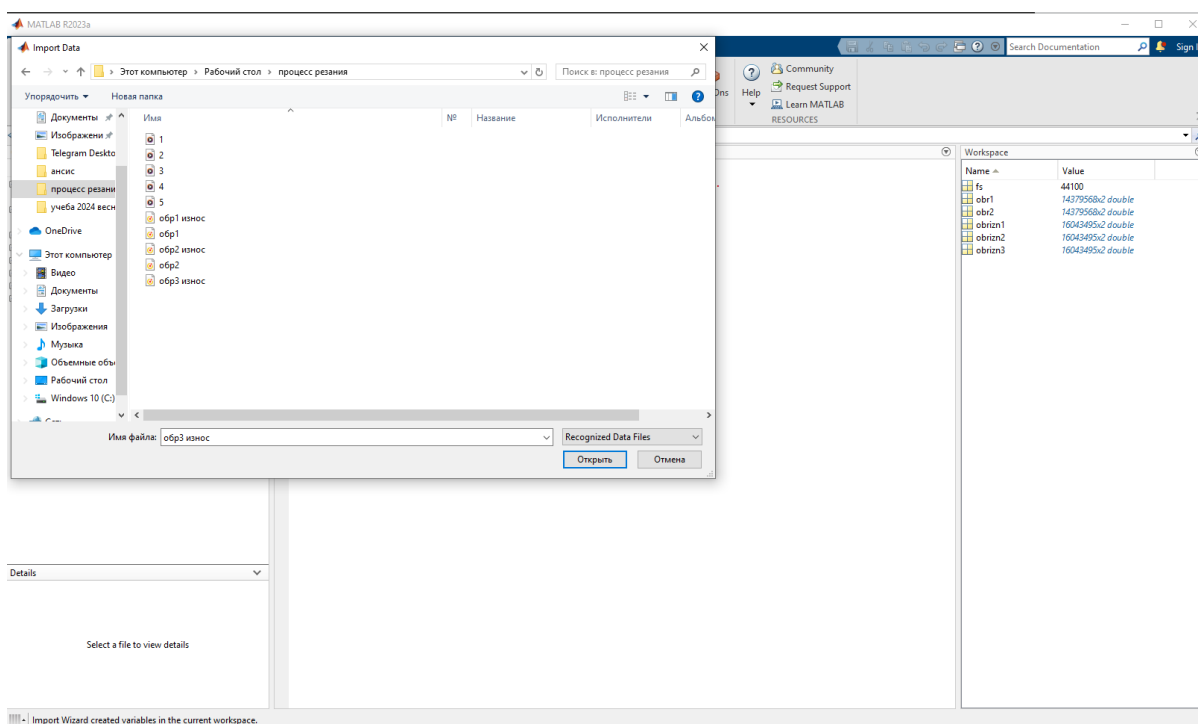 MATLAB R2023a
Import Data
Этот компьютер › Рабочий стол › процесс резания
Поиск в: процесс резания
Упорядочить
Новая папка
Документы
Изображени
Telegram Deskto
ансис
процесс резани
учеба 2024 весн
OneDrive
Этот компьютер
Видео
Документы
Загрузки
Изображения
Музыка
Объемные объ
Рабочий стол
Windows 10 (C:)
Имя
№
Название
Исполнители
Альбом
1
2
3
4
5
обр1 износ
обр1
обр2 износ
обр2
обр3 износ
Имя файла: обр3 износ
Recognized Data Files
Открыть
Отмена
Search Documentation
Sign I
Ons
Help
Community
Request Support
Learn MATLAB
RESOURCES
Workspace
Name
Value
fs 44100
obr1 14379568x2 double
obr2 14379568x2 double
obrizn1 16043495x2 double
obrizn2 16043495x2 double
obrizn3 16043495x2 double
Details
Select a file to view details
Import Wizard created variables in the current workspace.